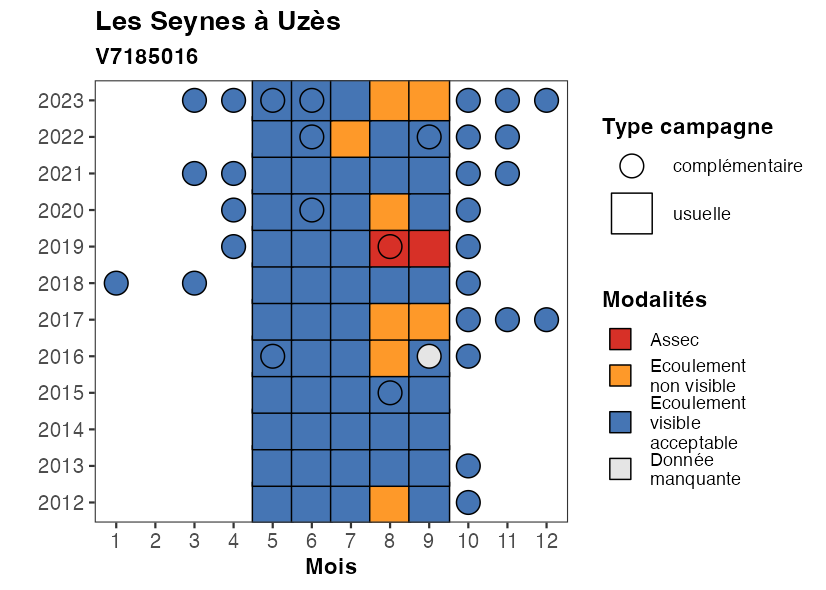 Les Seynes à Uzès
V7185016
2023
2022
2021
2020
2019
2018
2017
2016
2015
2014
2013
2012
1 2 3 4 5 6 7 8 9 10 11 12
Mois
Type campagne
complémentaire
usuelle
Modalités
Assec
Ecoulement
non visible
Ecoulement
visible
acceptable
Donnée
manquante